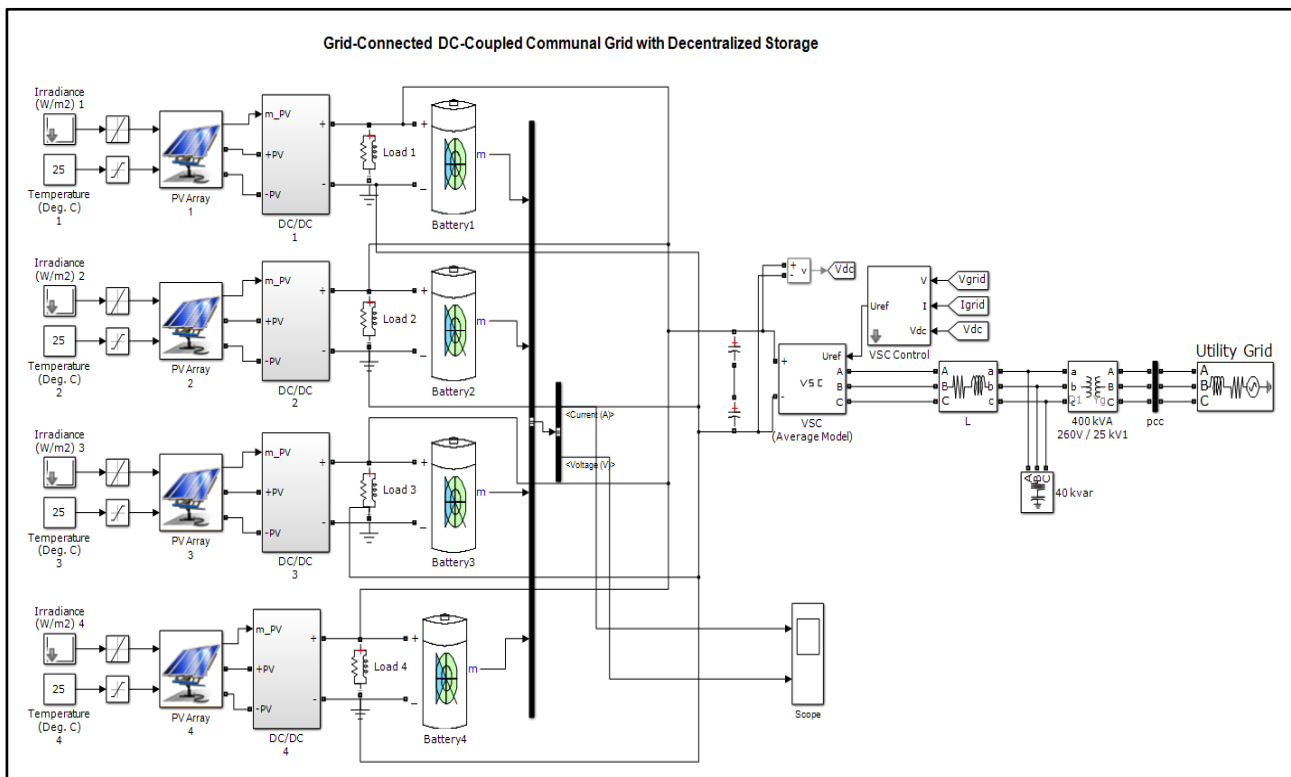 Grid-Connected DC-Coupled Communal Grid with Decentralized Storage
Irradiance
(W/m2) 1
25
Temperature
(Deg. C)
1
PV Array
1
m_PV
+PV
-PV
+
-
DC/DC
1
Load 1
+
_
m
Battery1
Irradiance
(W/m2) 2
25
Temperature
(Deg. C)
2
PV Array
2
m_PV
+PV
-PV
+
-
DC/DC
2
Load 2
+
_
m
Battery2
Irradiance
(W/m2) 3
25
Temperature
(Deg. C)
3
PV Array
3
m_PV
+PV
-PV
+
-
DC/DC
3
Load 3
+
_
m
Battery3
Irradiance
(W/m2) 4
25
Temperature
(Deg. C)
4
PV Array
4
m_PV
+PV
-PV
+
-
DC/DC
4
Load 4
+
_
m
Battery4
<Current (A)>
<Voltage (V)>
+
-
v
Vdc
V
I
Vdc
Uref
VSC Control
Vgrid
Igrid
Vdc
+
-
Uref
VSC
A
B
C
VSC
(Average Model)
A
B
C
a
b
c
L
a
b
c
A
B
C
Yg
400 kVA
260V / 25 kV1
pcc
Utility Grid
A
B
C
A
B
C
40 kvar
Scope